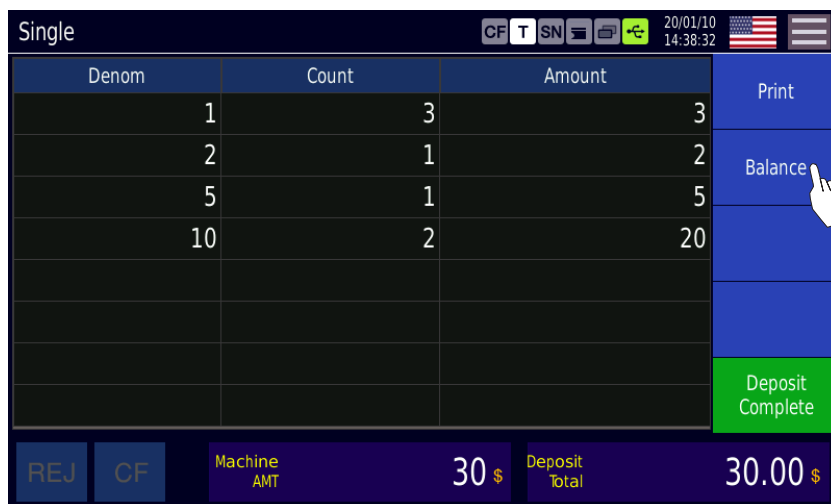 Single CF T SN 20/01/10
14:38:32
Denom Count Amount
1 3 3
2 1 2
5 1 5
10 2 20
Print
Balance
Deposit
Complete
REJ CF
Machine
AMT
30 $
Deposit
Total
30.00 $